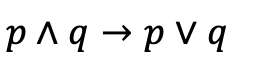 p ∧ q → p ∨ q